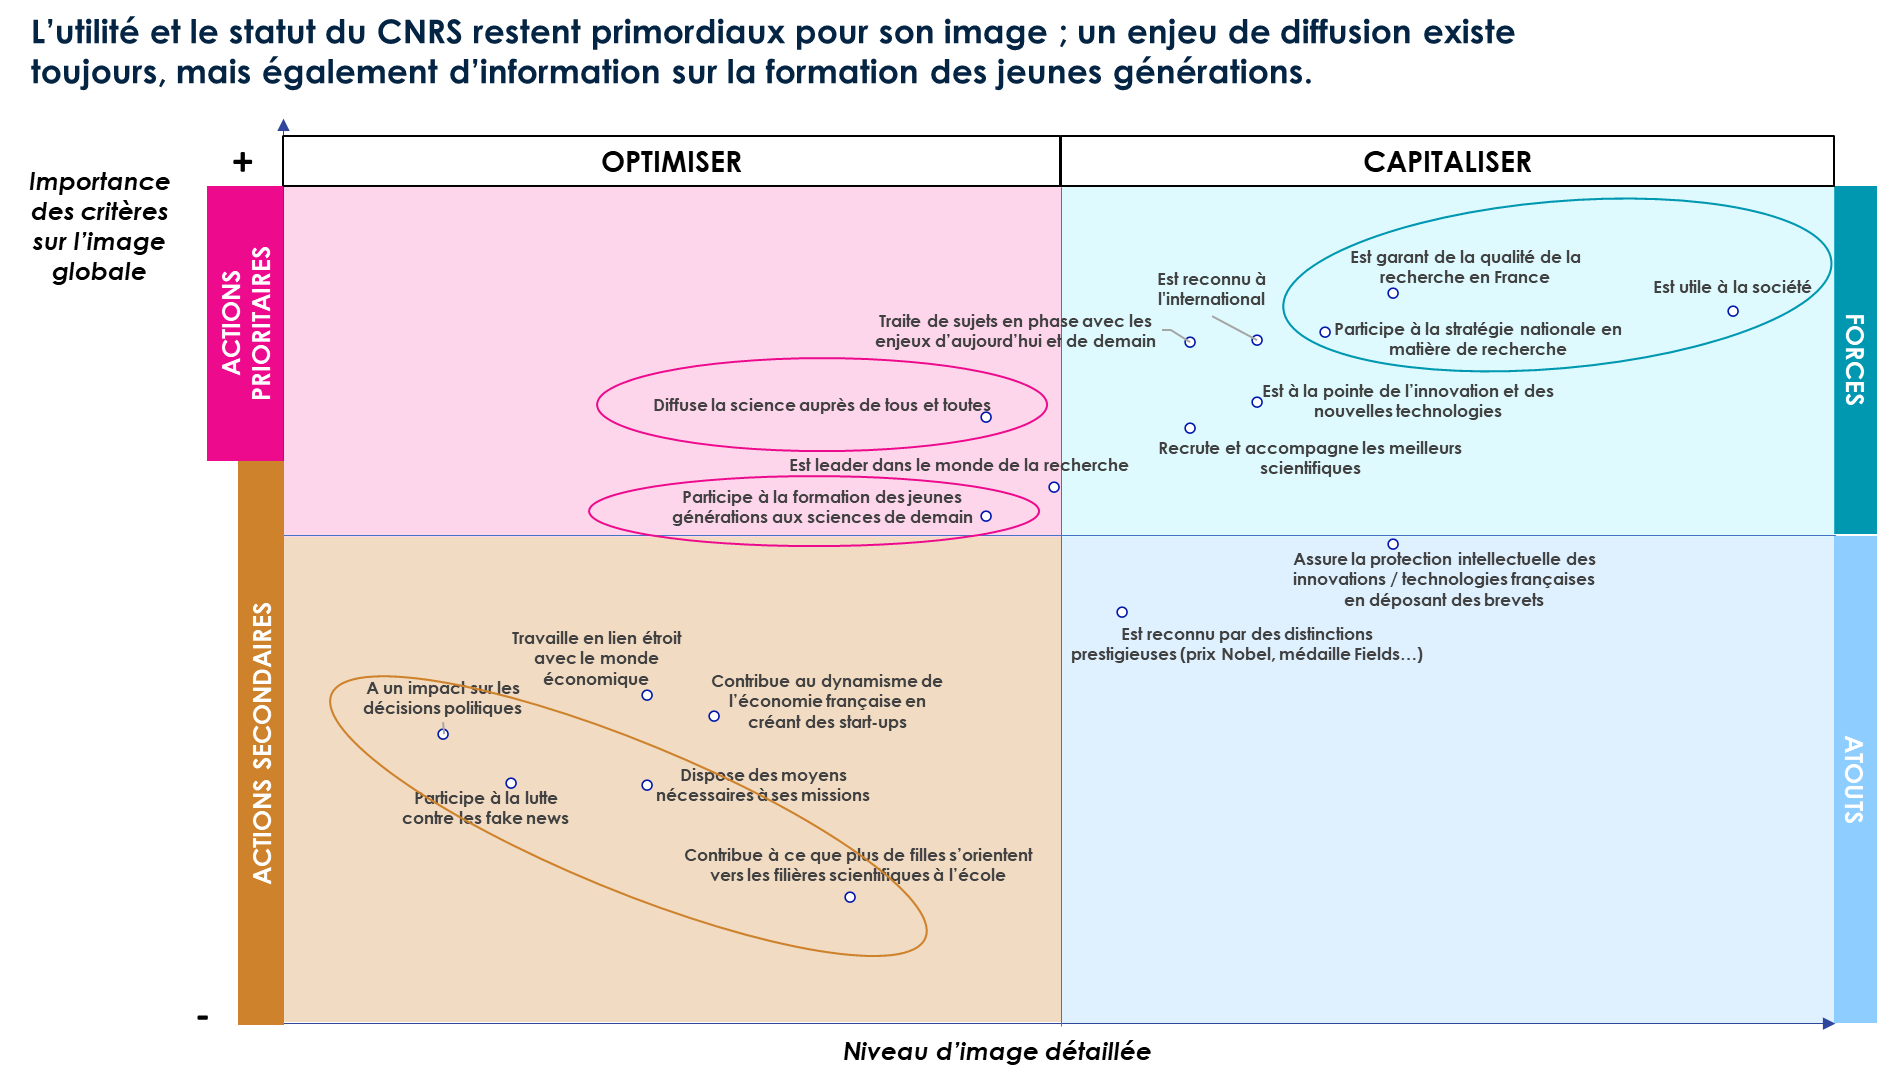 L’utilité et le statut du CNRS restent primordiaux pour son image ; un enjeu de diffusion existe
toujours, mais également d’information sur la formation des jeunes générations.
+
OPTIMISER
CAPITALISER
Importance
des critères
sur l’image
globale
ACTIONS
PRIORITAIRES
FORCES
Est garant de la qualité de la
recherche en France
Est reconnu à
l'international
Est utile à la société
Traite de sujets en phase avec les
enjeux d’aujourd’hui et de demain
Participe à la stratégie nationale en
matière de recherche
Diffuse la science auprès de tous et toutes
Est à la pointe de l’innovation et des
nouvelles technologies
Recrute et accompagne les meilleurs
scientifiques
Est leader dans le monde de la recherche
Participe à la formation des jeunes
générations aux sciences de demain
ACTIONS SECONDAIRES
ATOUTS
Assure la protection intellectuelle des
innovations / technologies françaises
en déposant des brevets
Est reconnu par des distinctions
prestigieuses (prix Nobel, médaille Fields…)
Travaille en lien étroit
avec le monde
économique
A un impact sur les
décisions politiques
Contribue au dynamisme de
l’économie française en
créant des start-ups
Dispose des moyens
nécessaires à ses missions
Participe à la lutte
contre les fake news
Contribue à ce que plus de filles s’orientent
vers les filières scientifiques à l’école
-
Niveau d’image détaillée